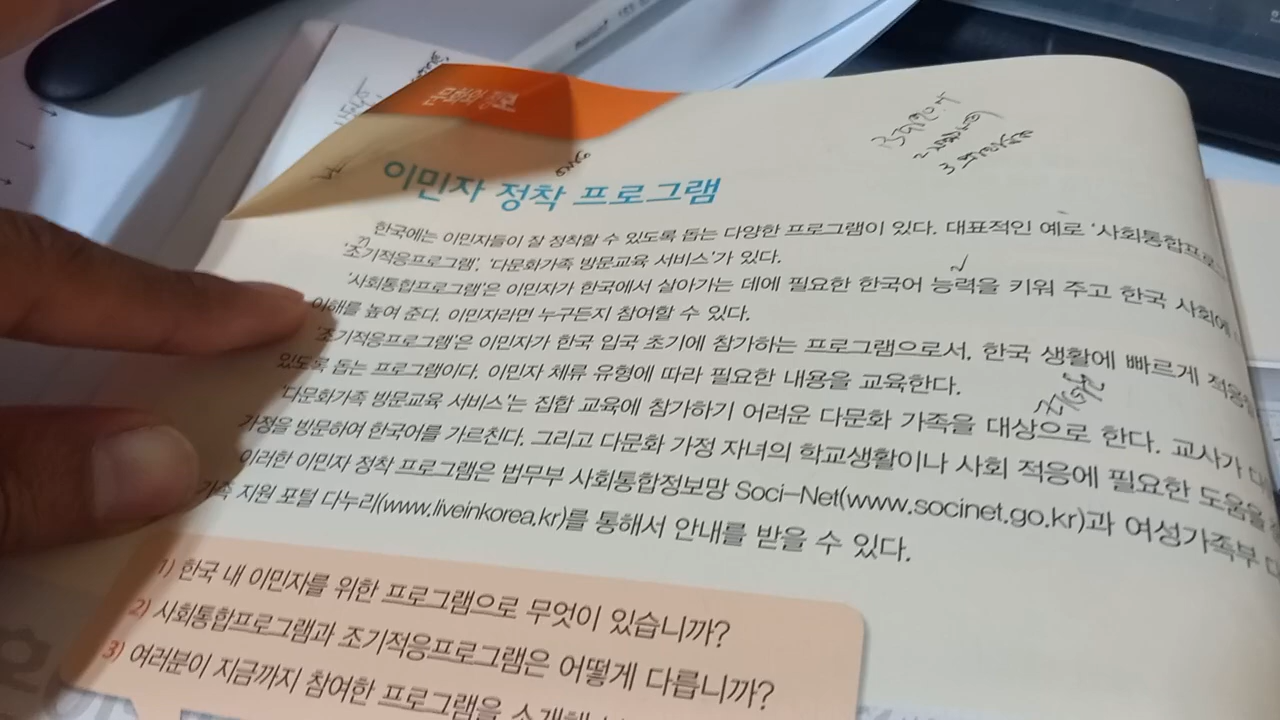 문화와 정보
이민자 정착 프로그램
한국에는 이민자들이 잘 정착할 수 있도록 돕는 다양한 프로그램이 있다. 대표적인 예로 '사회통합프로
'조기적응프로그램', '다문화가족 방문교육 서비스'가 있다.
'사회통합프로그램'은 이민자가 한국에서 살아가는 데에 필요한 한국어 능력을 키워 주고 한국 사회에
이해를 높여 준다. 이민자라면 누구든지 참여할 수 있다.
'조기적응프로그램'은 이민자가 한국 입국 초기에 참가하는 프로그램으로서, 한국 생활에 빠르게 적응할
있도록 돕는 프로그램이다. 이민자 체류 유형에 따라 필요한 내용을 교육한다.
'다문화가족 방문교육 서비스'는 집합 교육에 참가하기 어려운 다문화 가족을 대상으로 한다. 교사가
가정을 방문하여 한국어를 가르친다. 그리고 다문화 가정 자녀의 학교생활이나 사회 적응에 필요한 도움을
이러한 이민자 정착 프로그램은 법무부 사회통합정보망 Soci-Net(www.socinet.go.kr)과 여성가족부
가족 지원 포털 다누리(www.liveinkorea.kr)를 통해서 안내를 받을 수 있다.
1) 한국 내 이민자를 위한 프로그램으로 무엇이 있습니까?
2) 사회통합프로그램과 조기적응프로그램은 어떻게 다릅니까?
3) 여러분이 지금까지 참여한 프로그램을